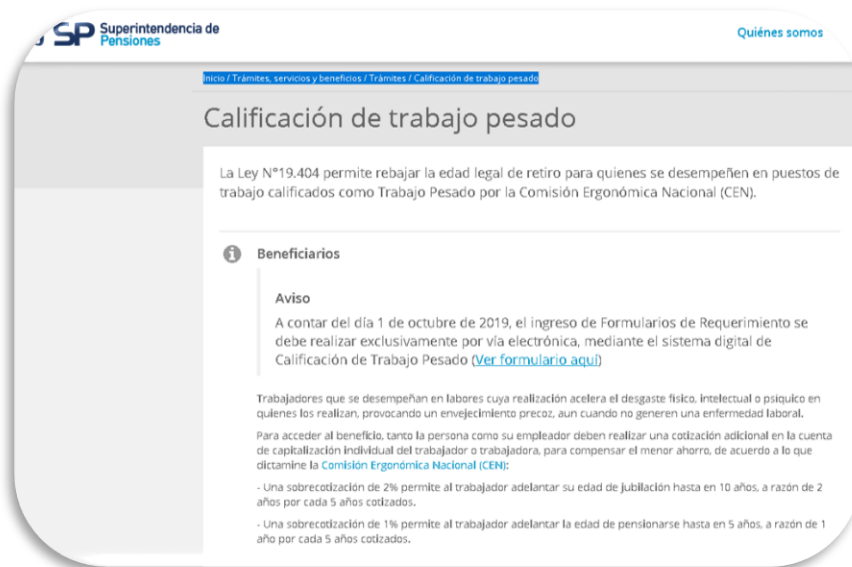 SP Superintendencia de
Pensiones
Quiénes somos
Inicio / Trámites, servicios y beneficios / Trámites / Calificación de trabajo pesado
Calificación de trabajo pesado
La Ley N°19.404 permite rebajar la edad legal de retiro para quienes se desempeñen en puestos de
trabajo calificados como Trabajo Pesado por la Comisión Ergonómica Nacional (CEN).
Beneficiarios
Aviso
A contar del día 1 de octubre de 2019, el ingreso de Formularios de Requerimiento se
debe realizar exclusivamente por vía electrónica, mediante el sistema digital de
Calificación de Trabajo Pesado (Ver formulario aquí)
Trabajadores que se desempeñan en labores cuya realización acelera el desgaste físico, intelectual o psíquico en
quienes los realizan, provocando un envejecimiento precoz, aun cuando no generen una enfermedad laboral.
Para acceder al beneficio, tanto la persona como su empleador deben realizar una cotización adicional en la cuenta
de capitalización individual del trabajador o trabajadora, para compensar el menor ahorro, de acuerdo a lo que
dictamine la Comisión Ergonómica Nacional (CEN):
- Una sobrecotización de 2% permite al trabajador adelantar su edad de jubilación hasta en 10 años, a razón de 2
años por cada 5 años cotizados.
- Una sobrecotización de 1% permite al trabajador adelantar la edad de pensionarse hasta en 5 años, a razón de 1
año por cada 5 años cotizados.